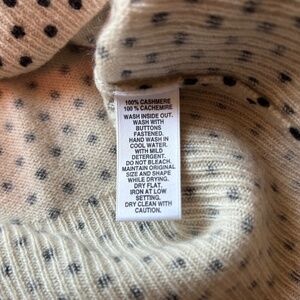 100% CASHMERE
100 % CACHEMIRE
WASH INSIDE OUT.
WASH WITH
BUTTONS
FASTENED.
HAND WASH IN
COOL WATER.
WITH MILD
DETERGENT.
DO NOT BLEACH.
MAINTAIN ORIGINAL
SIZE AND SHAPE
WHILE DRYING.
DRY FLAT.
IRON AT LOW
SETTING.
DRY CLEAN WITH
CAUTION.